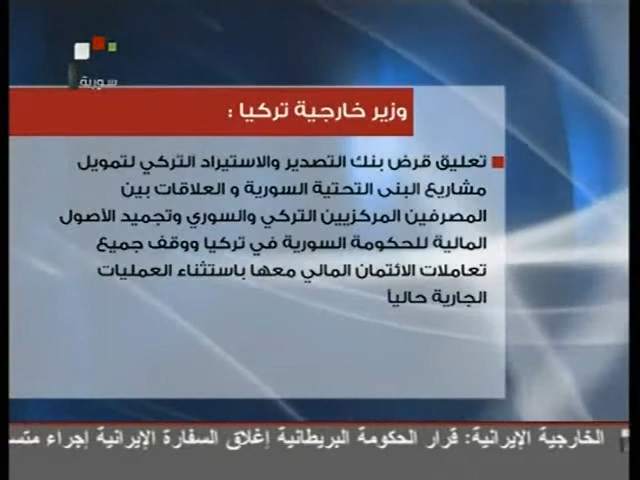 سورية
وزير خارجية تركيا :
تعليق قرض بنك التصدير والاستيراد التركي لتمويل
مشاريع البنى التحتية السورية و العلاقات بين
المصرفين المركزيين التركي والسوري وتجميد الأصول
المالية للحكومة السورية في تركيا ووقف جميع
تعاملات الائتمان المالي معها باستثناء العمليات
الجارية حالياً
الخارجية الإيرانية: قرار الحكومة البريطانية إغلاق السفارة الإيرانية إجراء متس